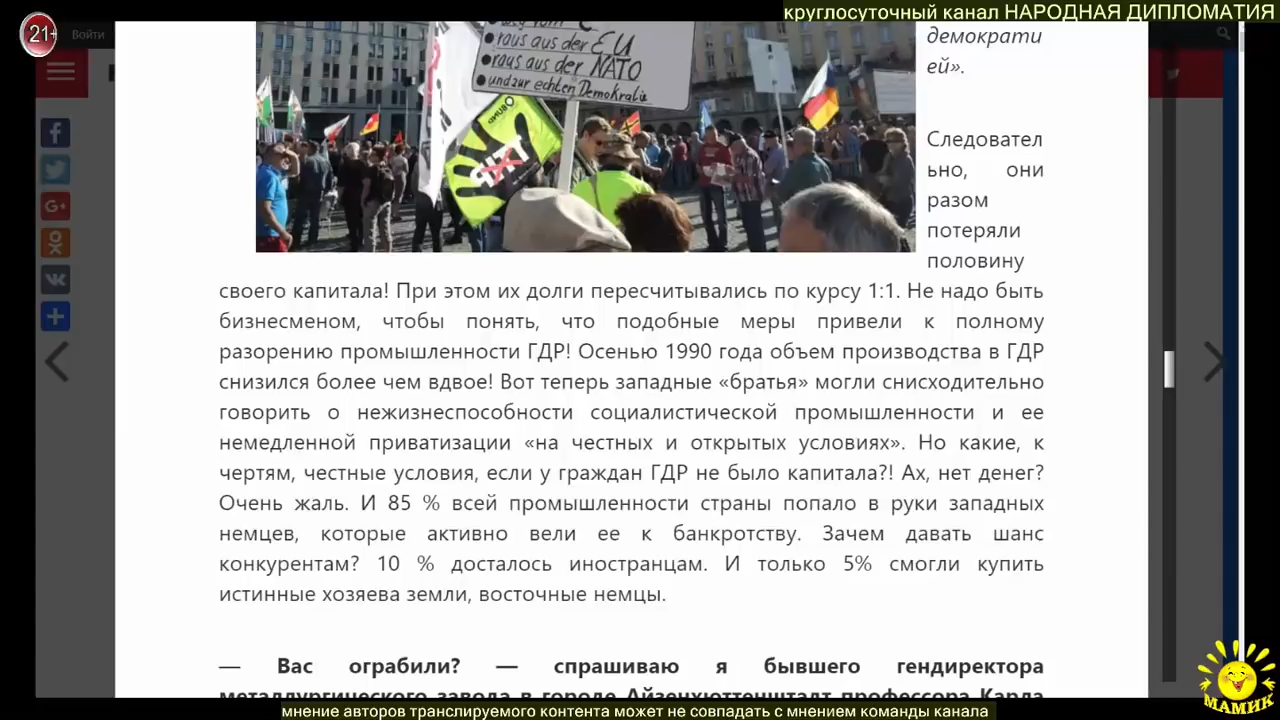 круглосуточный канал НАРОДНАЯ ДИПЛОМАТИЯ
21+
Войти
raus aus der EU
raus aus der NATO
und zur echten Demokratie
демократи
ей».
Следовател
ьно, они
разом
потеряли
половину
своего капитала! При этом их долги пересчитывались по курсу 1:1. Не надо быть
бизнесменом, чтобы понять, что подобные меры привели к полному
разорению промышленности ГДР! Осенью 1990 года объем производства в ГДР
снизился более чем вдвое! Вот теперь западные «братья» могли снисходительно
говорить о нежизнеспособности социалистической промышленности и ее
немедленной приватизации «на честных и открытых условиях». Но какие, к
чертям, честные условия, если у граждан ГДР не было капитала?! Ах, нет денег?
Очень жаль. И 85 % всей промышленности страны попало в руки западных
немцев, которые активно вели ее к банкротству. Зачем давать шанс
конкурентам? 10 % досталось иностранцам. И только 5% смогли купить
истинные хозяева земли, восточные немцы.
— Вас ограбили? — спрашиваю я бывшего гендиректора
металлургического завода в городе Айзенхюттенштадт профессора Карла
МАМИК
мнение авторов транслируемого контента может не совпадать с мнением команды канала